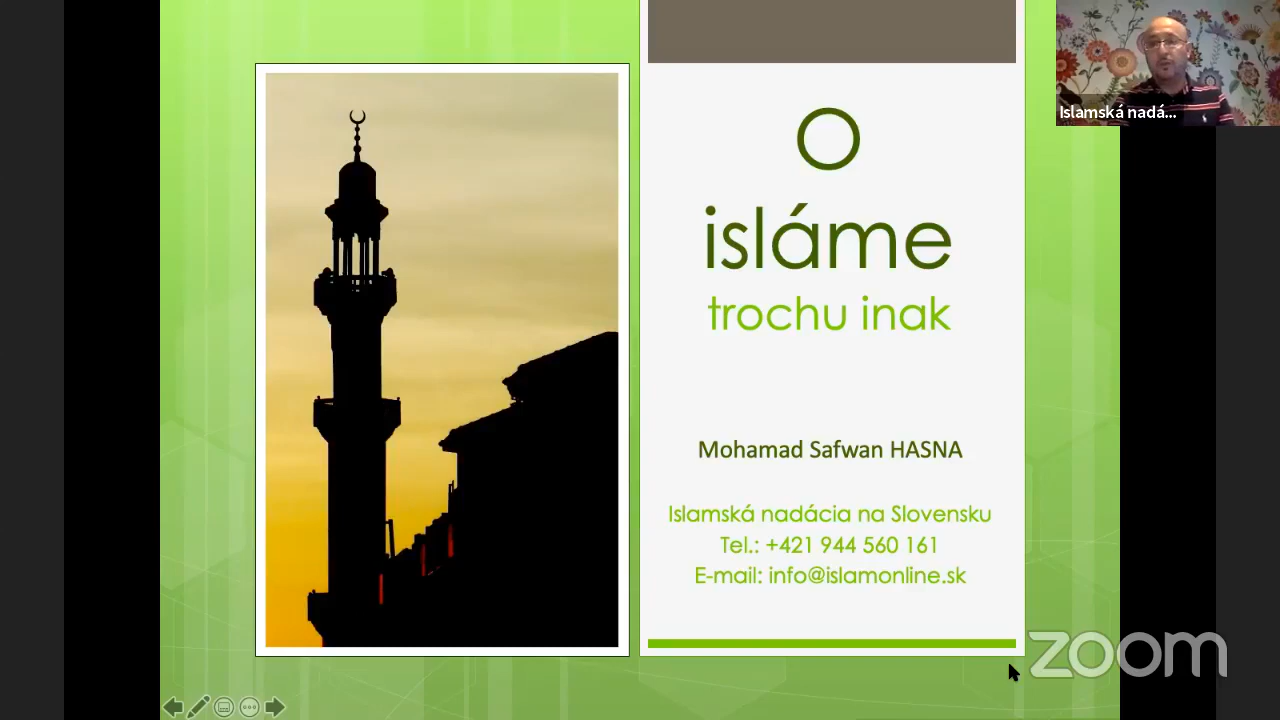 O
isláme
trochu inak
Mohamad Safwan HASNA
Islamská nadácia na Slovensku
Tel.: +421 944 560 161
E-mail: info@islamonline.sk
Islamská nadá...
zoom